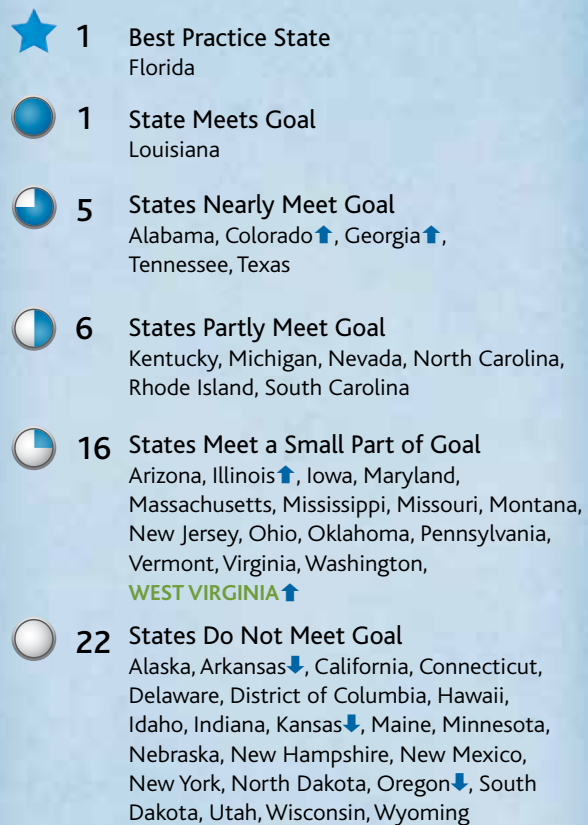 1 Best Practice State
Florida
1 State Meets Goal
Louisiana
5 States Nearly Meet Goal
Alabama, Colorado⬆, Georgia⬆,
Tennessee, Texas
6 States Partly Meet Goal
Kentucky, Michigan, Nevada, North Carolina,
Rhode Island, South Carolina
16 States Meet a Small Part of Goal
Arizona, Illinois⬆, Iowa, Maryland,
Massachusetts, Mississippi, Missouri, Montana,
New Jersey, Ohio, Oklahoma, Pennsylvania,
Vermont, Virginia, Washington,
WEST VIRGINIA⬆
22 States Do Not Meet Goal
Alaska, Arkansas⬇, California, Connecticut,
Delaware, District of Columbia, Hawaii,
Idaho, Indiana, Kansas⬇, Maine, Minnesota,
Nebraska, New Hampshire, New Mexico,
New York, North Dakota, Oregon⬇, South
Dakota, Utah, Wisconsin, Wyoming